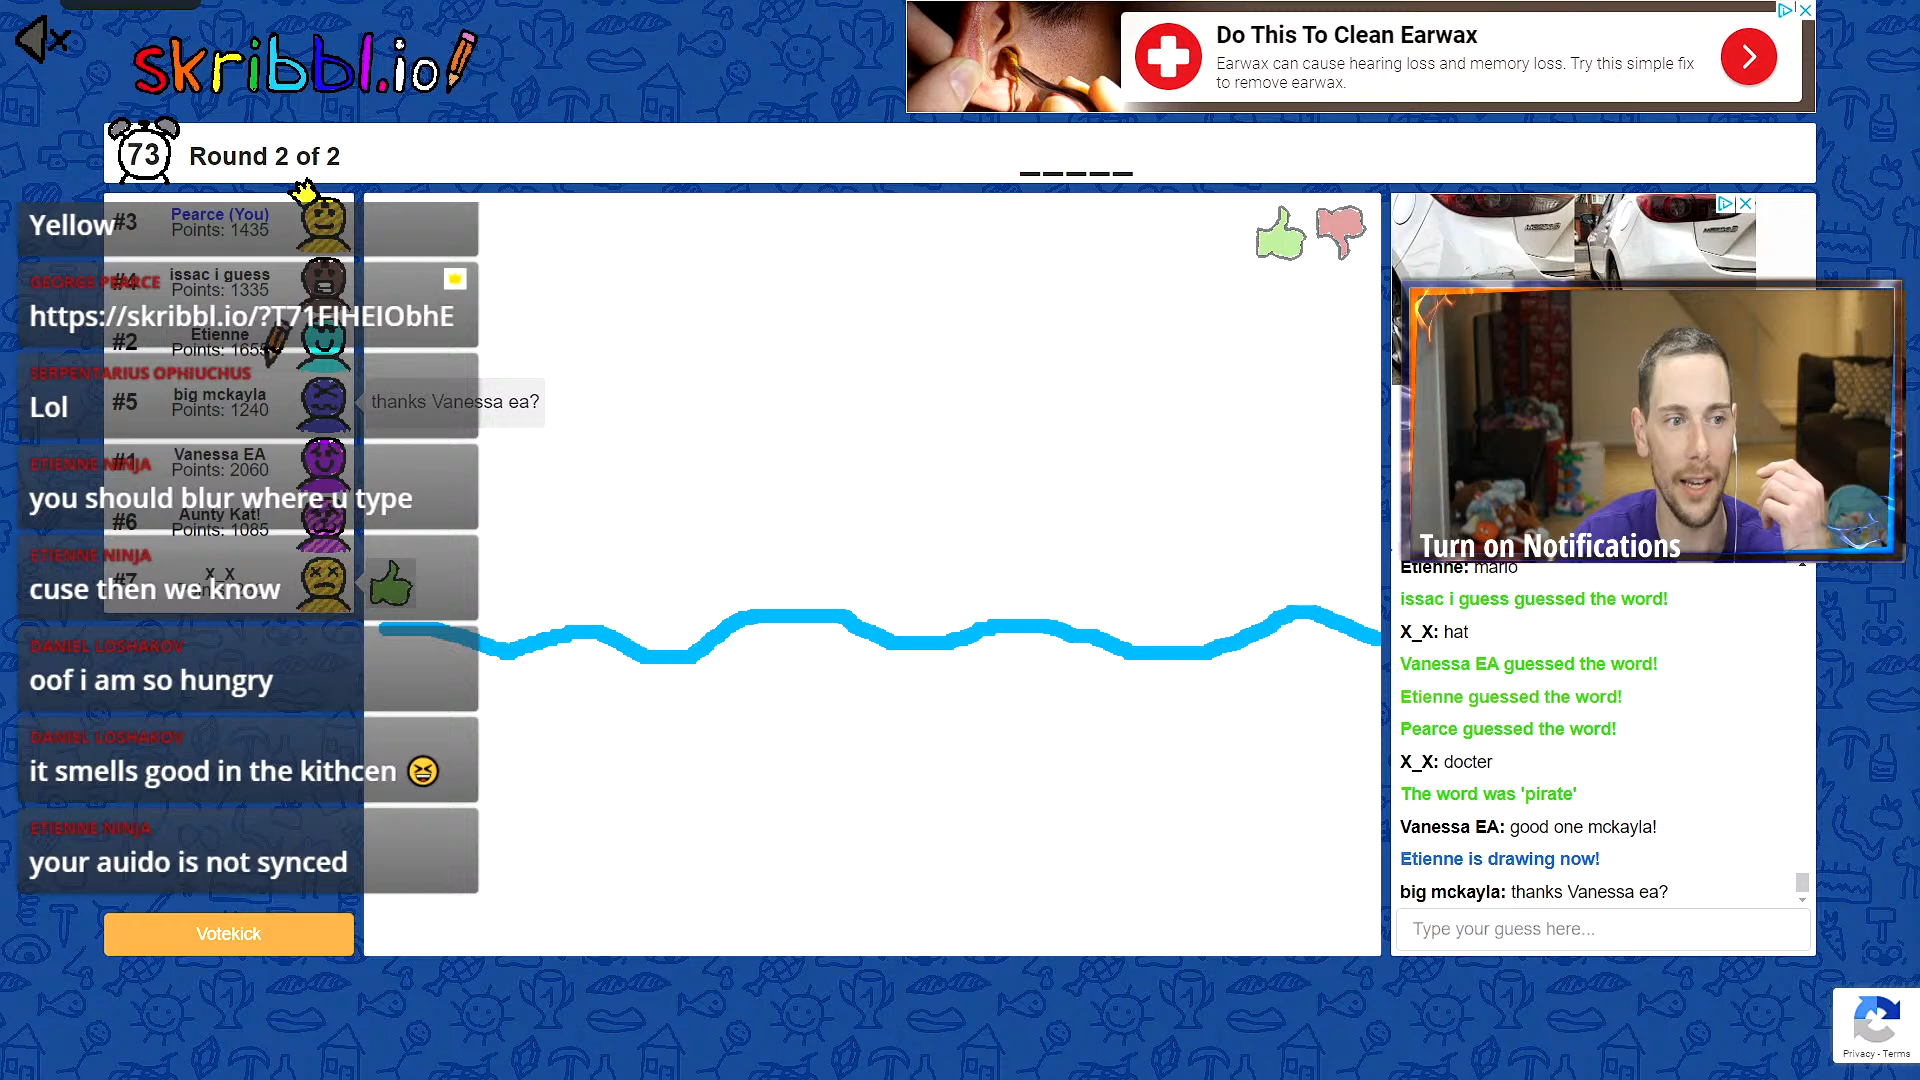 skribbl.io
Do This To Clean Earwax
Earwax can cause hearing loss and memory loss. Try this simple fix
to remove earwax.
73
Round 2 of 2
_____
#3
Pearce (You)
Points: 1435
#4
issac i guess
Points: 1335
#2
Etienne
Points: 1655
#5
big mckayla
Points: 1240
#1
Vanessa EA
Points: 2060
#6
Aunty Kat!
Points: 1085
#7
X_X
Yellow
GEORGE PEARCE
https://skribbl.io/?T71FIHEIObhE
SERPENTARIUS OPHIUCHUS
Lol
ETIENNE NINJA
you should blur where u type
ETIENNE NINJA
cuse then we know
DANIEL LOSHAKOV
oof i am so hungry
DANIEL LOSHAKOV
it smells good in the kithcen 😆
ETIENNE NINJA
your auido is not synced
Votekick
thanks Vanessa ea?
Turn on Notifications
Etienne: mario
issac i guess guessed the word!
X_X: hat
Vanessa EA guessed the word!
Etienne guessed the word!
Pearce guessed the word!
X_X: docter
The word was 'pirate'
Vanessa EA: good one mckayla!
Etienne is drawing now!
big mckayla: thanks Vanessa ea?
Type your guess here...
Privacy - Terms